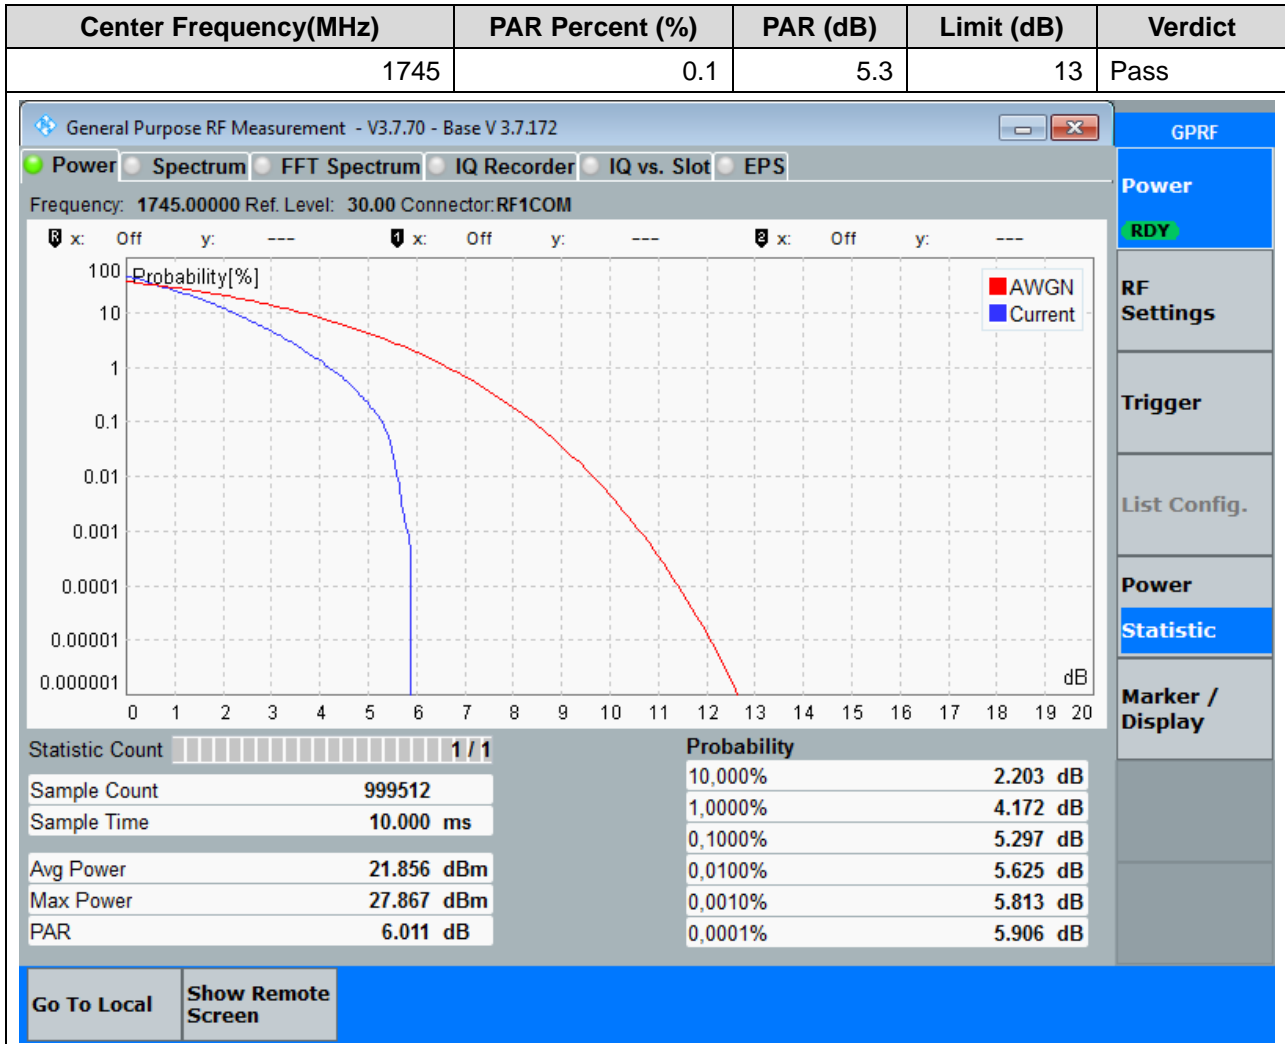 Center Frequency(MHz) PAR Percent (%) PAR (dB) Limit (dB) Verdict
1745 0.1 5.3 13 Pass
General Purpose RF Measurement - V3.7.70 - Base V 3.7.172
GPRF
Power Spectrum FFT Spectrum IQ Recorder IQ vs. Slot EPS
Frequency: 1745.00000 Ref. Level: 30.00 Connector:RF1COM
R x: Off y: --- 1 x: Off y: --- 2 x: Off y: ---
Probability[%]
100
10
1
0.1
0.01
0.001
0.0001
0.00001
0.000001
AWGN
Current
dB
0 1 2 3 4 5 6 7 8 9 10 11 12 13 14 15 16 17 18 19 20
Statistic Count 1 / 1
Sample Count 999512
Sample Time 10.000 ms
Avg Power 21.856 dBm
Max Power 27.867 dBm
PAR 6.011 dB
Probability
10,000% 2.203 dB
1,0000% 4.172 dB
0,1000% 5.297 dB
0,0100% 5.625 dB
0,0010% 5.813 dB
0,0001% 5.906 dB
Power
RDY
RF
Settings
Trigger
List Config.
Power
Statistic
Marker /
Display
Go To Local
Show Remote
Screen